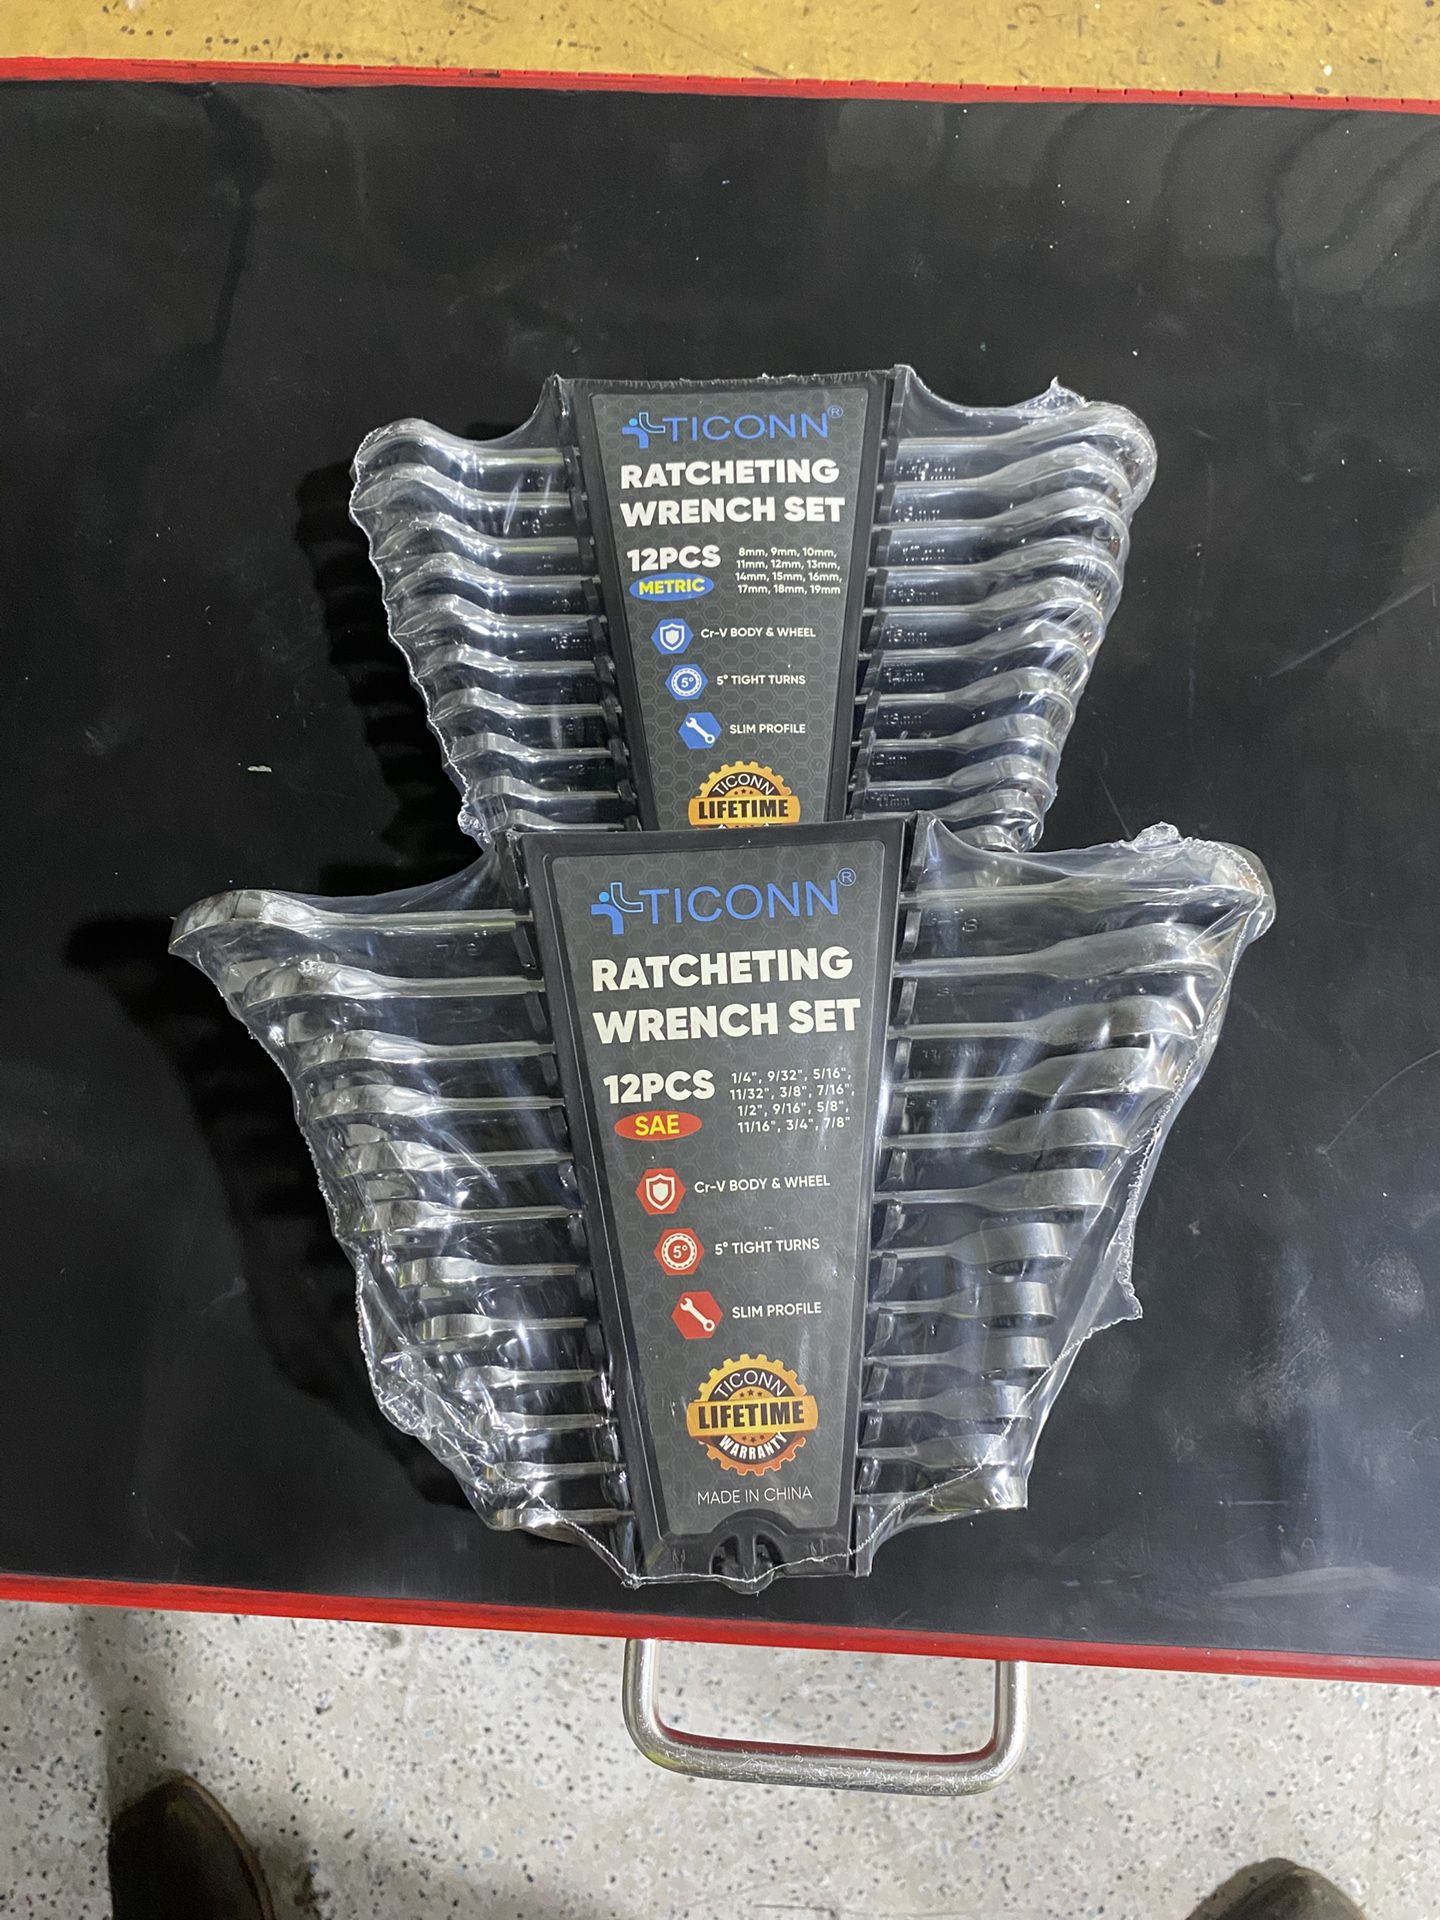 TICONN®
RATCHETING
WRENCH SET
12PCS
METRIC
8mm, 9mm, 10mm,
11mm, 12mm, 13mm,
14mm, 15mm, 16mm,
17mm, 18mm, 19mm
Cr-V BODY & WHEEL
5°
5° TIGHT TURNS
SLIM PROFILE
TICONN
LIFETIME
TICONN®
RATCHETING
WRENCH SET
12PCS
SAE
1/4", 9/32", 5/16",
11/32", 3/8", 7/16",
1/2", 9/16", 5/8",
11/16", 3/4", 7/8"
Cr-V BODY & WHEEL
5°
5° TIGHT TURNS
SLIM PROFILE
TICONN
LIFETIME
WARRANTY
MADE IN CHINA